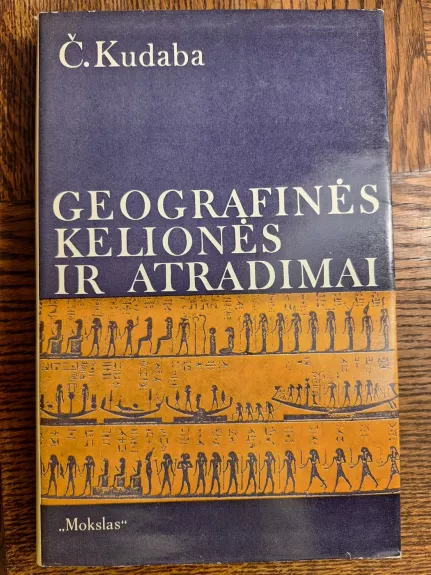 Č. Kudaba
GEOGRAFINĖS
KELIONĖS
IR ATRADIMAI
„Mokslas“